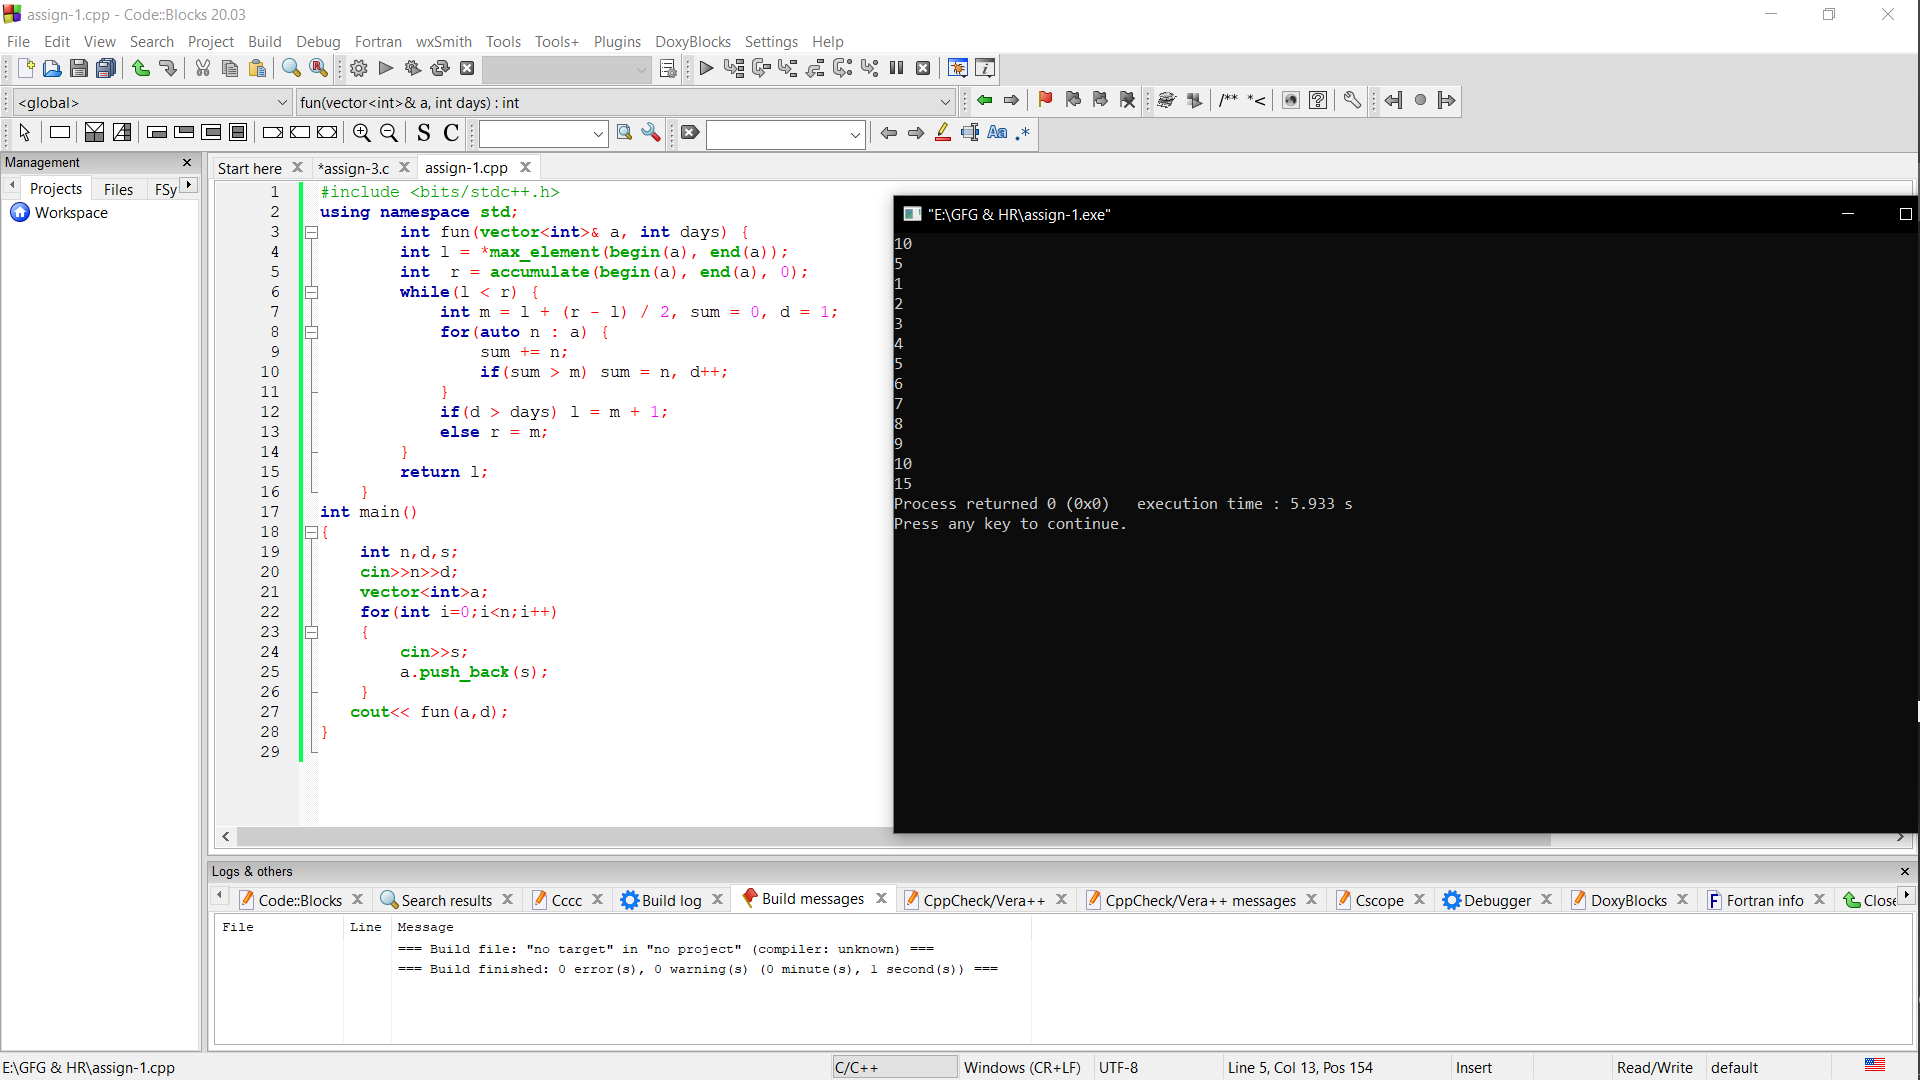 assign-1.cpp - Code::Blocks 20.03
File Edit View Search Project Build Debug Fortran wxSmith Tools Tools+ Plugins DoxyBlocks Settings Help
<global> fun(vector<int>& a, int days) : int
/** *<
S C Aa .*
Management
Projects Files FSy
Workspace
Start here *assign-3.c assign-1.cpp
1 #include <bits/stdc++.h>
2 using namespace std;
3 int fun(vector<int>& a, int days) {
4 int l = *max_element(begin(a), end(a));
5 int r = accumulate(begin(a), end(a), 0);
6 while(l < r) {
7 int m = l + (r - l) / 2, sum = 0, d = 1;
8 for(auto n : a) {
9 sum += n;
10 if(sum > m) sum = n, d++;
11 }
12 if(d > days) l = m + 1;
13 else r = m;
14 }
15 return l;
16 }
17 int main()
18 {
19 int n,d,s;
20 cin>>n>>d;
21 vector<int>a;
22 for(int i=0;i<n;i++)
23 {
24 cin>>s;
25 a.push_back(s);
26 }
27 cout<< fun(a,d);
28 }
29
"E:\GFG & HR\assign-1.exe"
10
5
1
2
3
4
5
6
7
8
9
10
15
Process returned 0 (0x0) execution time : 5.933 s
Press any key to continue.
Logs & others
Code::Blocks Search results Cccc Build log Build messages CppCheck/Vera++ CppCheck/Vera++ messages Cscope Debugger DoxyBlocks Fortran info Close
File Line Message
=== Build file: "no target" in "no project" (compiler: unknown) ===
=== Build finished: 0 error(s), 0 warning(s) (0 minute(s), 1 second(s)) ===
E:\GFG & HR\assign-1.cpp C/C++ Windows (CR+LF) UTF-8 Line 5, Col 13, Pos 154 Insert Read/Write default